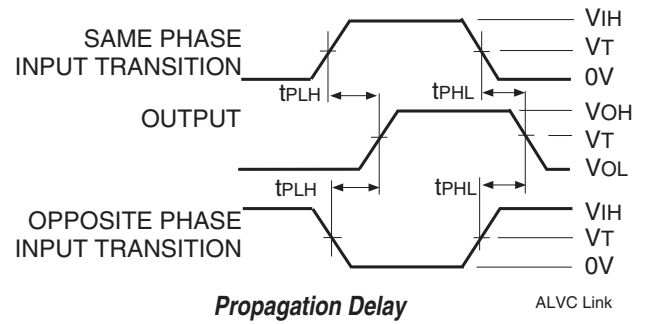 SAME PHASE
INPUT TRANSITION
VIH
VT
0V
tPLH
tPHL
OUTPUT
VOH
VT
VOL
tPLH
tPHL
OPPOSITE PHASE
INPUT TRANSITION
VIH
VT
0V
Propagation Delay
ALVC Link